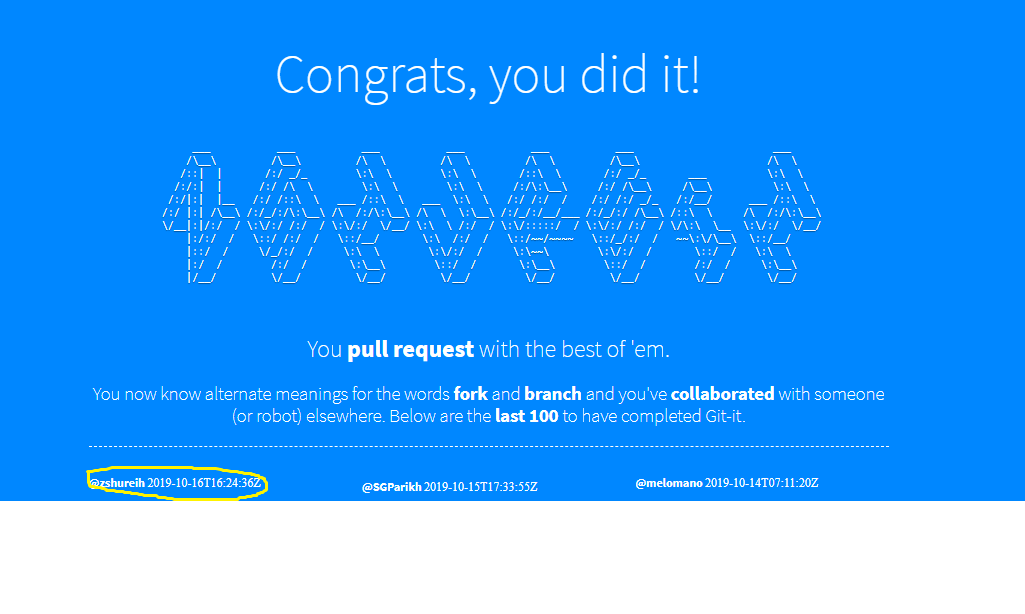 Congrats, you did it!
You pull request with the best of 'em.
You now know alternate meanings for the words fork and branch and you've collaborated with someone
(or robot) elsewhere. Below are the last 100 to have completed Git-it.
@zshureih 2019-10-16T16:24:36Z @SGParikh 2019-10-15T17:33:55Z @melomano 2019-10-14T07:11:20Z